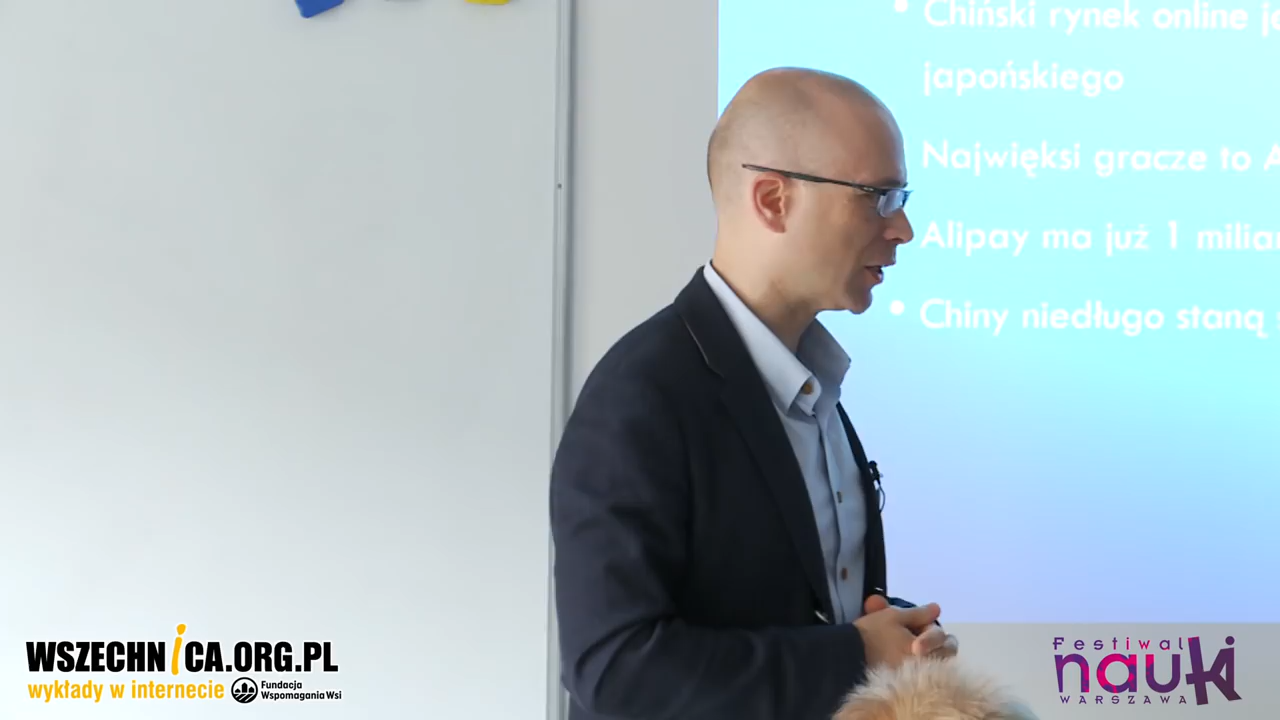 • Chiński rynek online
japońskiego
Najwięksi gracze to
Alipay ma już 1
• Chiny niedługo staną
WSZECHNICA.ORG.PL
wykłady w internecie
Fundacja
Wspomagania Wsi
Festiwal
nauki
WARSZAWA